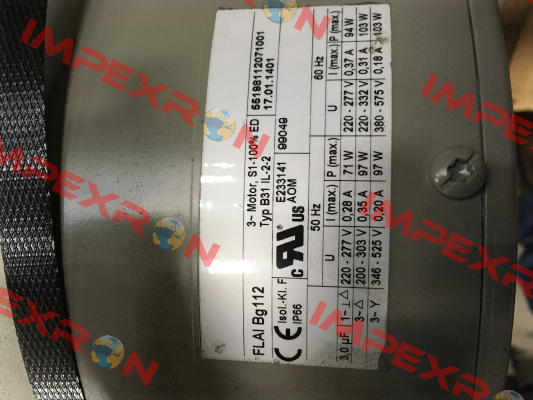 FLAI Bg112
3~ Motor, S1-100% ED 55198112071001
Typ B31 IL-2-2 17.01.1401
CE Isol.-Kl. F c US E233141 99049
IP66 AOM
50 Hz 60 Hz
U I (max.) P (max.) U I (max.) P (max.)
3,0 µF 1~ ⊥△ 220 - 277 V 0,28 A 71 W 220 - 277 V 0,37 A 94 W
3~ △ 200 - 303 V 0,35 A 97 W 220 - 332 V 0,31 A 103 W
3~ Y 346 - 525 V 0,20 A 97 W 380 - 575 V 0,18 A 103 W
IMPEXRON
IMPEXRON
IMPEXRON
IMPEXRON